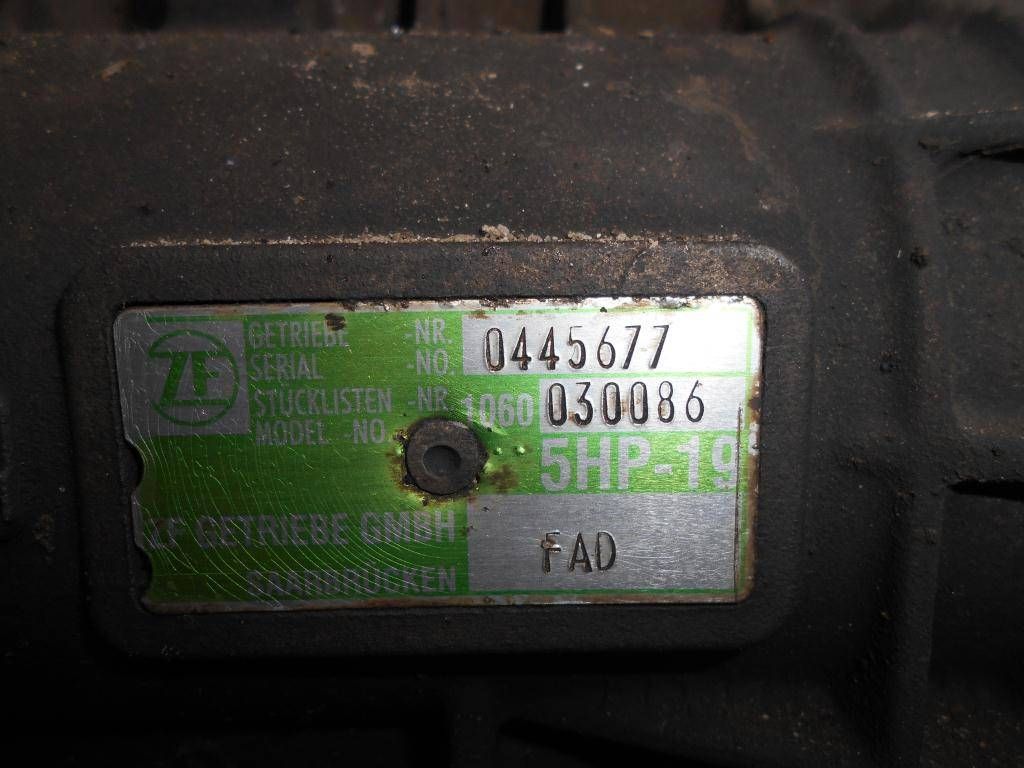 ZF
GETRIEBE -NR. 0445677
SERIAL -NO.
STÜCKLISTEN -NR 1060 030086
MODEL -NO.
5HP-19
ZF GETRIEBE GMBH
FAD
SAARBRÜCKEN